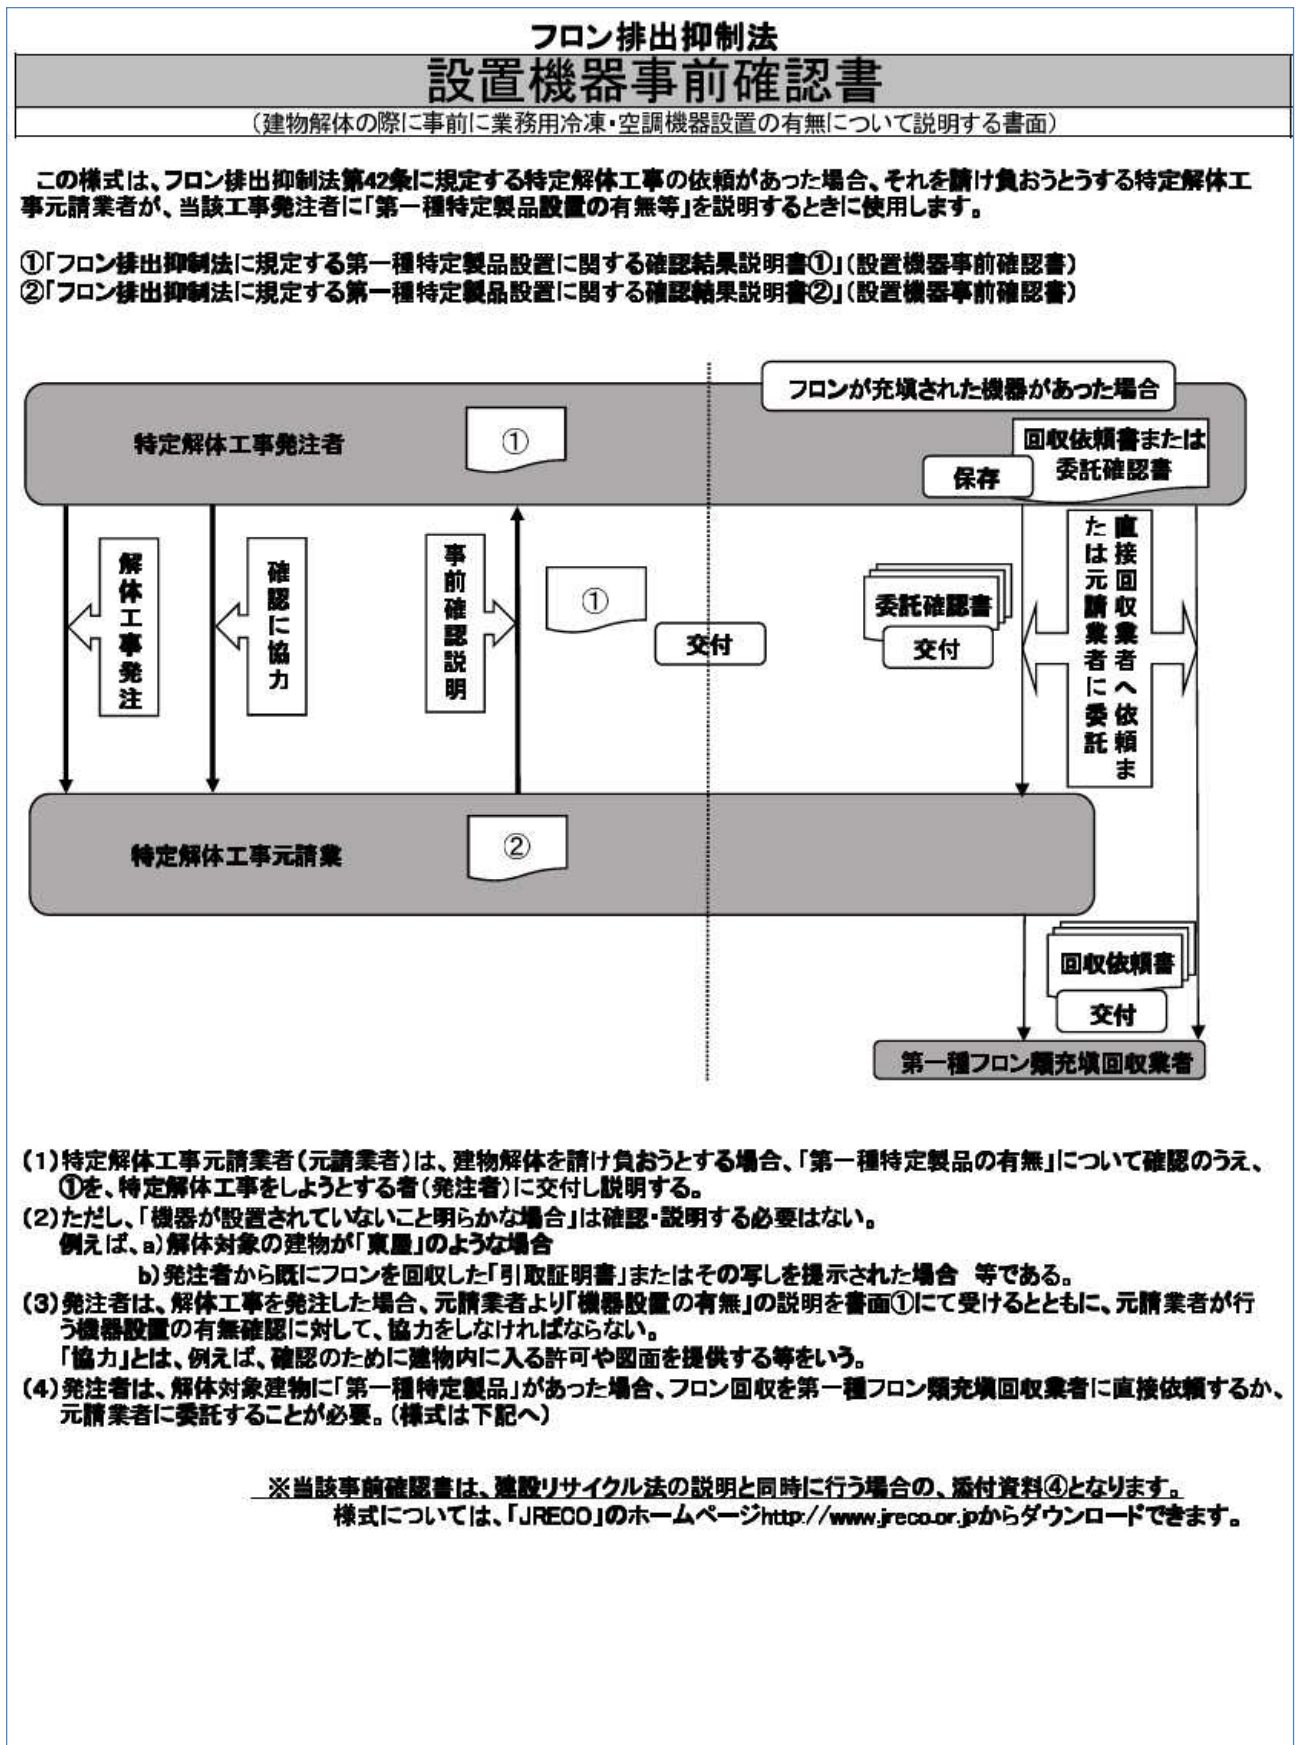 フロン排出抑制法
設置機器事前確認書
（建物解体の際に事前に業務用冷凍・空調機器設置の有無について説明する書面）
この様式は、フロン排出抑制法第42条に規定する特定解体工事の依頼があった場合、それを請け負おうとうする特定解体工
事元請業者が、当該工事発注者に「第一種特定製品設置の有無等」を説明するときに使用します。
①「フロン排出抑制法に規定する第一種特定製品設置に関する確認結果説明書①」（設置機器事前確認書）
②「フロン排出抑制法に規定する第一種特定製品設置に関する確認結果説明書②」（設置機器事前確認書）
フロンが充填された機器があった場合
特定解体工事発注者
①
回収依頼書または
委託確認書
保存
解体工事発注
確認に協力
事前確認説明
①
交付
委託確認書
交付
直接回収業者へ依頼ま
たは元請業者に委託
特定解体工事元請業
②
回収依頼書
交付
第一種フロン類充填回収業者
（1）特定解体工事元請業者（元請業者）は、建物解体を請け負おうとする場合、「第一種特定製品の有無」について確認のうえ、
①を、特定解体工事をしようとする者（発注者）に交付し説明する。
（2）ただし、「機器が設置されていないこと明らかな場合」は確認・説明する必要はない。
例えば、a）解体対象の建物が「東屋」のような場合
b）発注者から既にフロンを回収した「引取証明書」またはその写しを提示された場合 等である。
（3）発注者は、解体工事を発注した場合、元請業者より「機器設置の有無」の説明を書面①にて受けるとともに、元請業者が行
う機器設置の有無確認に対して、協力をしなければならない。
「協力」とは、例えば、確認のために建物内に入る許可や図面を提供する等をいう。
（4）発注者は、解体対象建物に「第一種特定製品」があった場合、フロン回収を第一種フロン類充填回収業者に直接依頼するか、
元請業者に委託することが必要。（様式は下記へ）
※当該事前確認書は、建設リサイクル法の説明と同時に行う場合の、添付資料④となります。
様式については、「JRECO」のホームページhttp://www.jreco.or.jpからダウンロードできます。